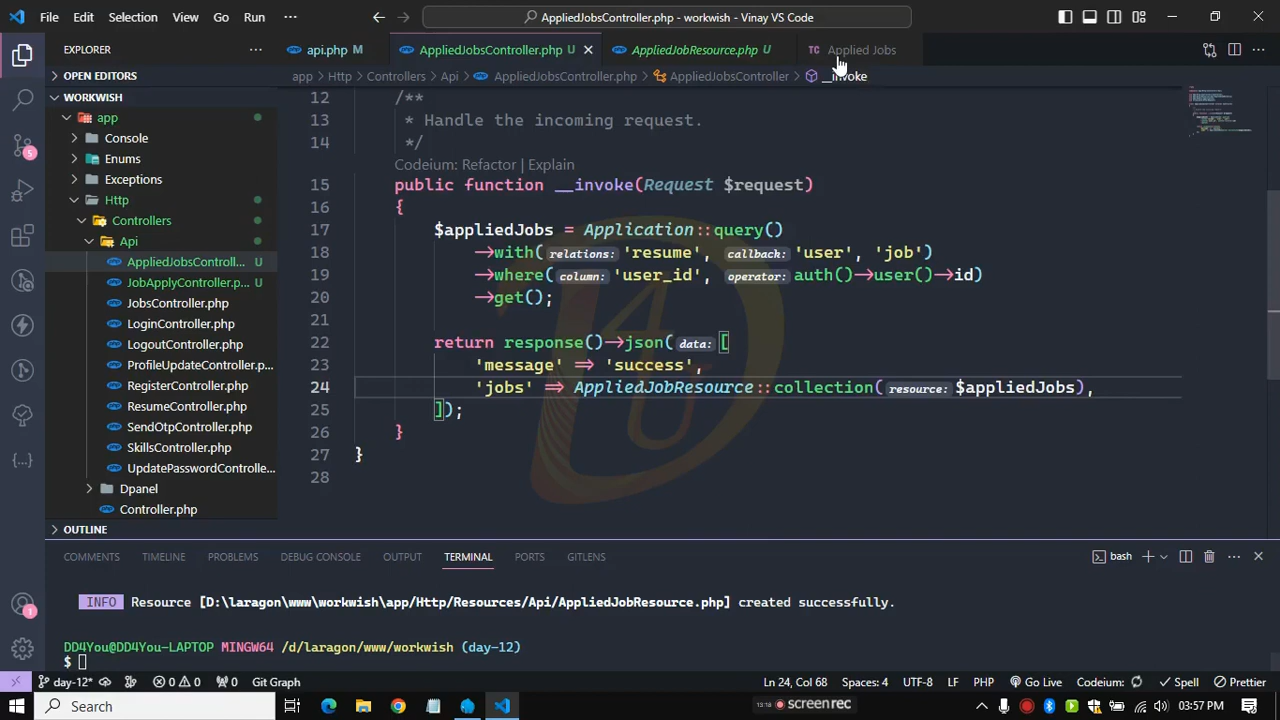 File Edit Selection View Go Run ··· AppliedJobsController.php - workwish - Vinay VS Code
EXPLORER ··· api.php M AppliedJobsController.php U AppliedJobResource.php U TC Applied Jobs
OPEN EDITORS
app > Http > Controllers > Api > AppliedJobsController.php > AppliedJobsController > __invoke
WORKWISH
app
Console
Enums
Exceptions
Http
Controllers
Api
AppliedJobsControll... U
JobApplyController.p... U
JobsController.php
LoginController.php
LogoutController.php
ProfileUpdateController.p...
RegisterController.php
ResumeController.php
SendOtpController.php
SkillsController.php
UpdatePasswordControlle...
Dpanel
Controller.php
OUTLINE
12 /**
13 * Handle the incoming request.
14 */
Codeium: Refactor | Explain
15 public function __invoke(Request $request)
16 {
17 $appliedJobs = Application::query()
18 ->with(relations: 'resume', callback: 'user', 'job')
19 ->where(column: 'user_id', operator: auth()->user()->id)
20 ->get();
21
22 return response()->json(data: [
23 'message' => 'success',
24 'jobs' => AppliedJobResource::collection(resource: $appliedJobs),
25 ]);
26 }
27 }
28
D4U
COMMENTS TIMELINE PROBLEMS DEBUG CONSOLE OUTPUT TERMINAL PORTS GITLENS bash
INFO Resource [D:\laragon\www\workwish\app/Http/Resources/Api/AppliedJobResource.php] created successfully.
DD4You@DD4You-LAPTOP MINGW64 /d/laragon/www/workwish (day-12)
$
5
1
day-12* 0 0 0 Git Graph Ln 24, Col 68 Spaces: 4 UTF-8 LF PHP Go Live Codeium: Spell Prettier
Search 13:18 screenrec 03:57 PM